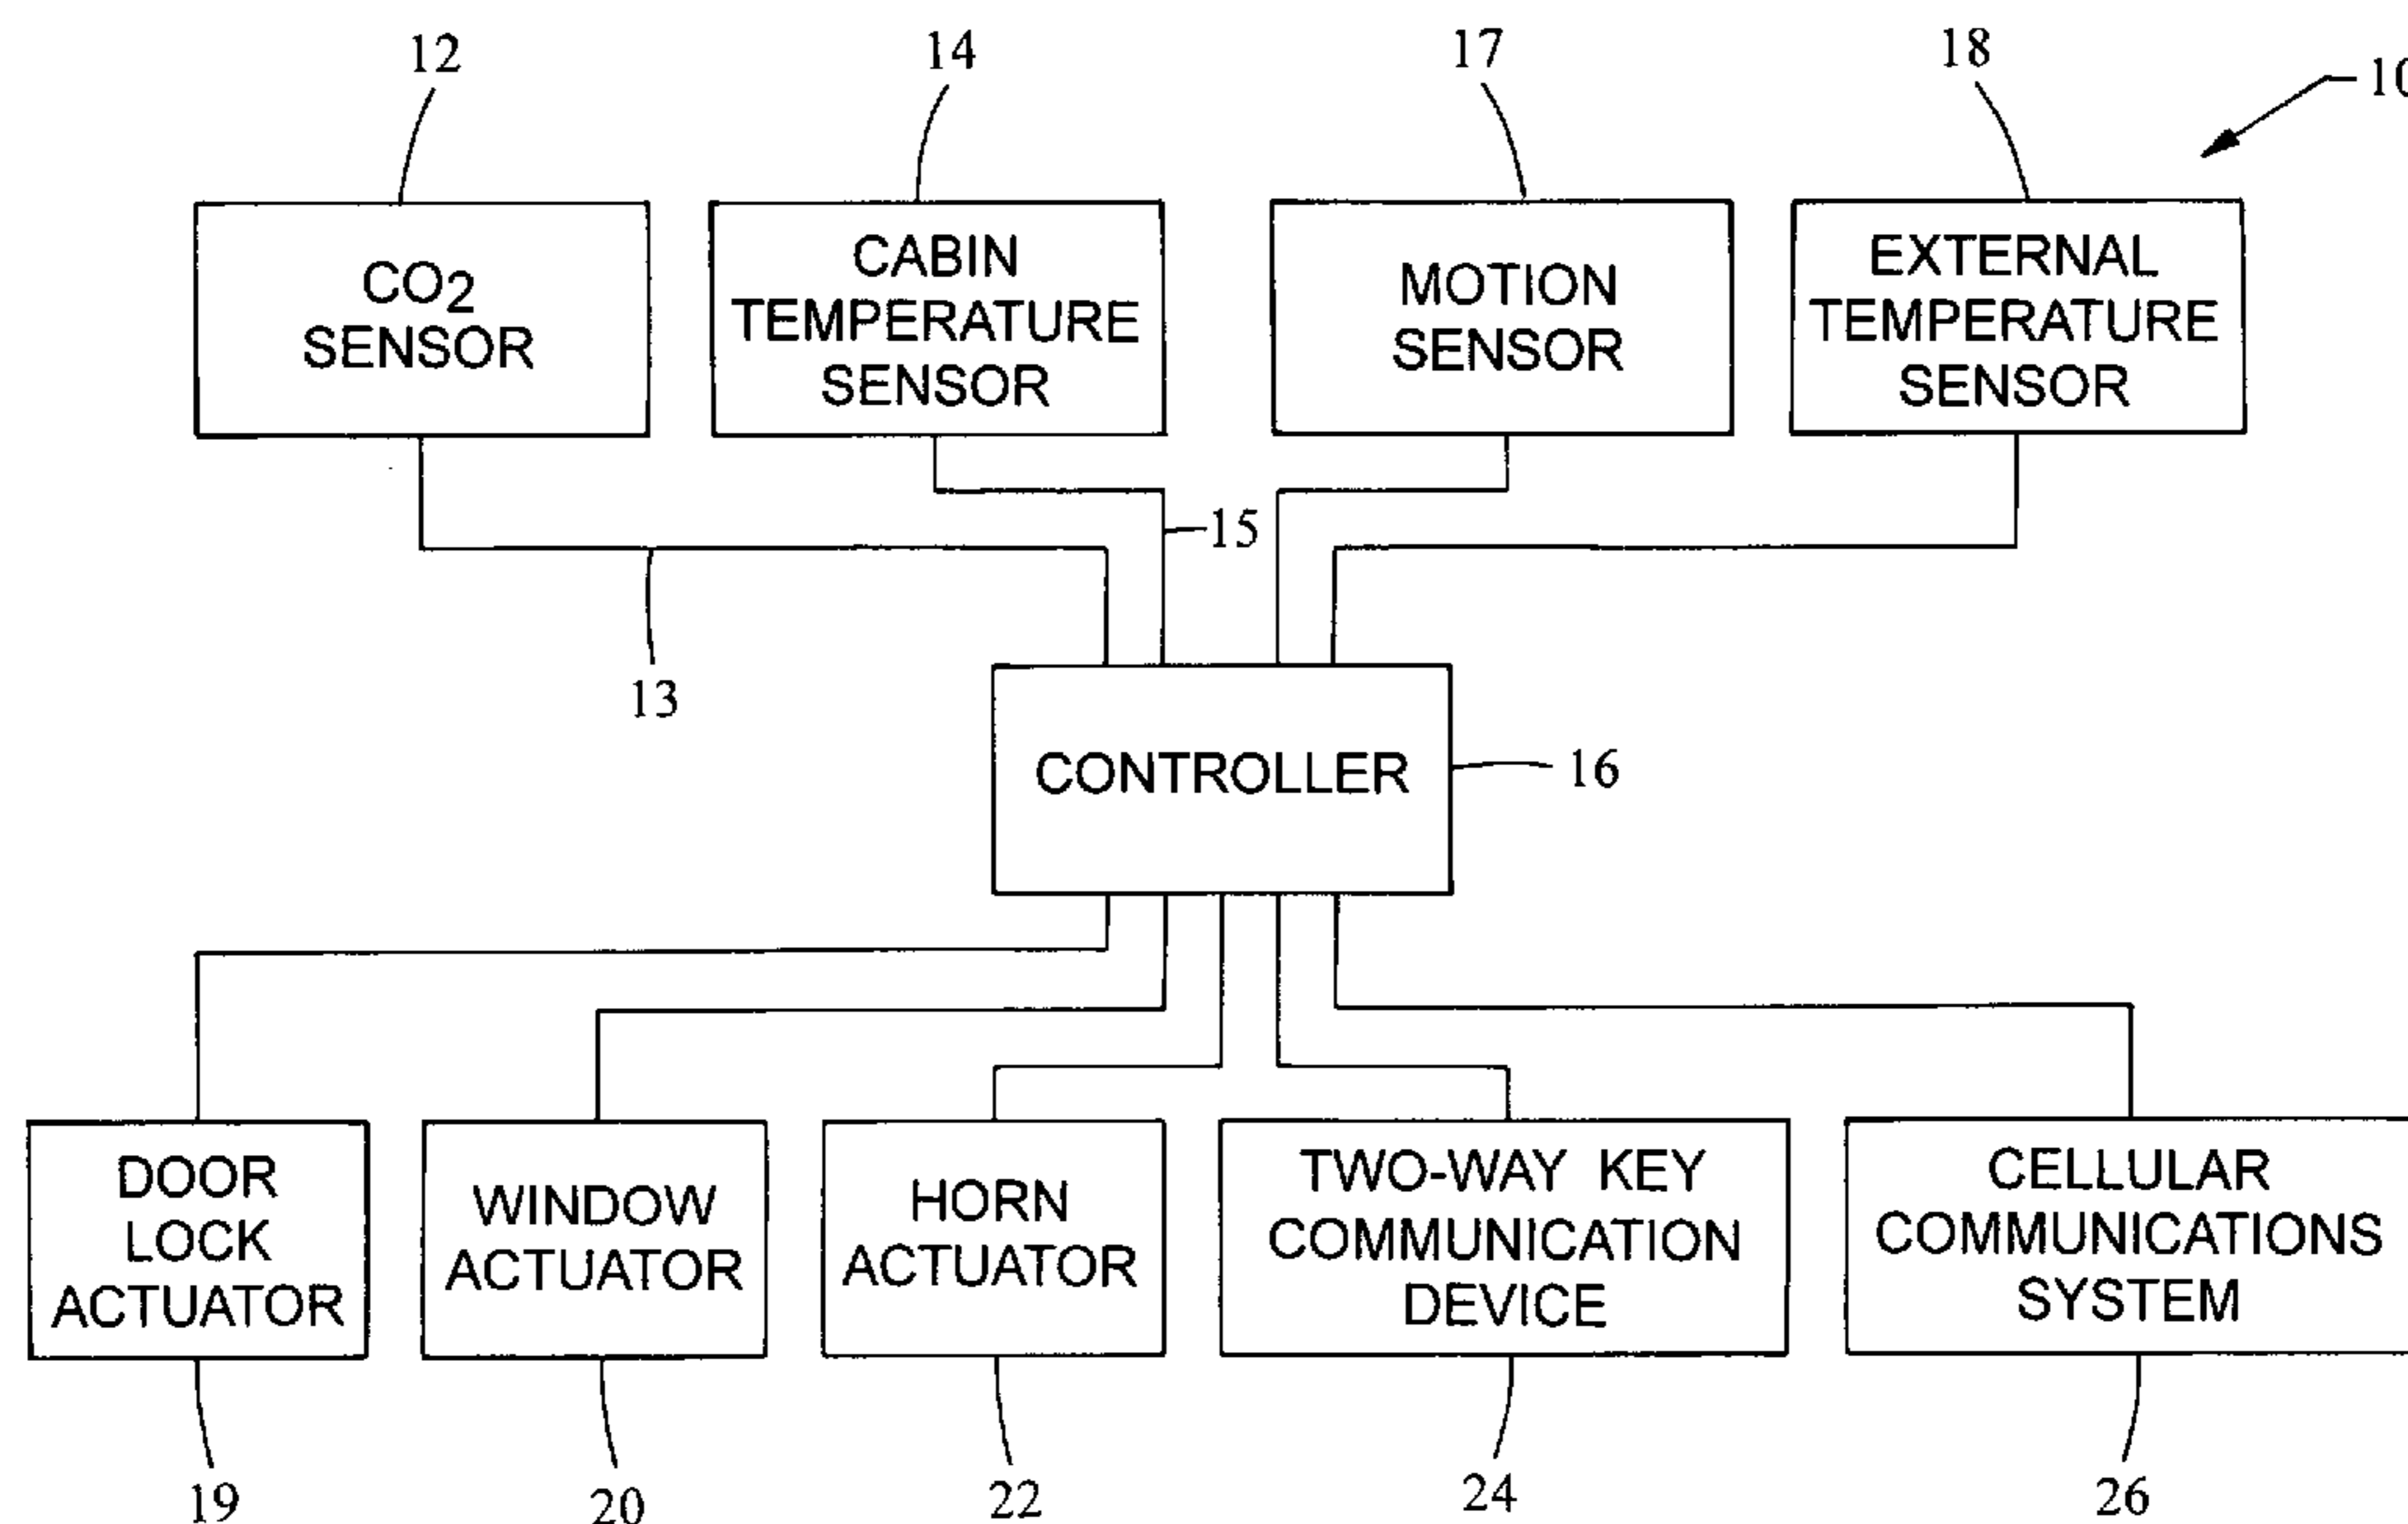 12
14
17
18
10
CO2
SENSOR
CABIN
TEMPERATURE
SENSOR
MOTION
SENSOR
EXTERNAL
TEMPERATURE
SENSOR
15
13
CONTROLLER
16
DOOR
LOCK
ACTUATOR
WINDOW
ACTUATOR
HORN
ACTUATOR
TWO-WAY KEY
COMMUNICATION
DEVICE
CELLULAR
COMMUNICATIONS
SYSTEM
19
20
22
24
26